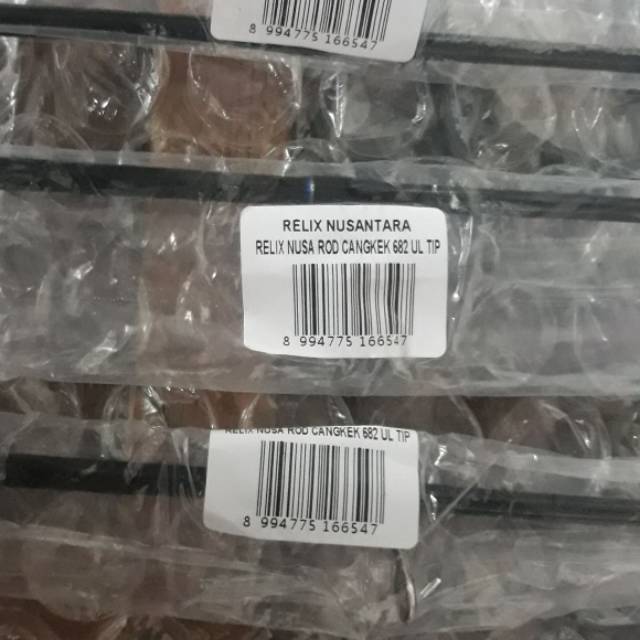 8 994775 166547
RELIX NUSANTARA
RELIX NUSA ROD CANGKEK 682 UL TIP
8 994775 166547
RELIX NUSA ROD CANGKEK 682 UL TIP
8 994775 166547